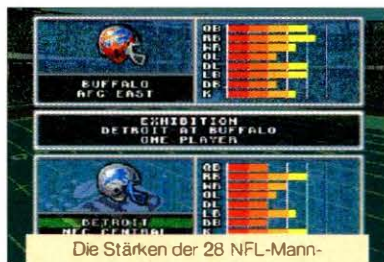 QB
RB
WR
OL
DL
LB
DB
K
BUFFALO
AFC EAST
EXHIBITION
DETROIT AT BUFFALO
ONE PLAYER
QB
RB
WR
OL
DL
LB
DB
K
DETROIT
NFC CENTRAL
Die Stärken der 28 NFL-Mann-